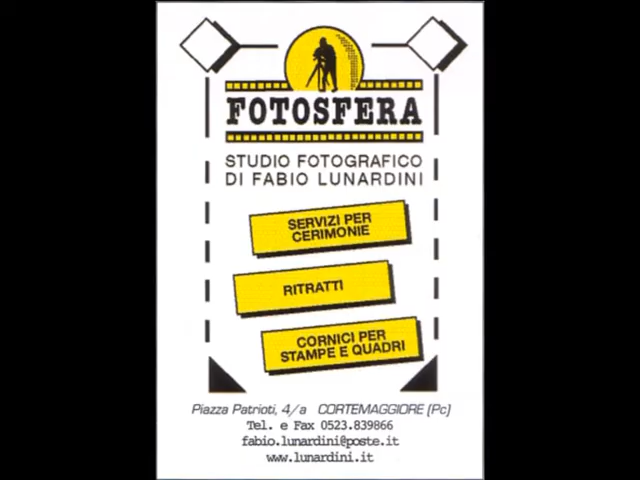 FOTOSFERA
STUDIO FOTOGRAFICO
DI FABIO LUNARDINI
SERVIZI PER
CERIMONIE
RITRATTI
CORNICI PER
STAMPE E QUADRI
Piazza Patrioti, 4/a CORTEMAGGIORE (Pc)
Tel. e Fax 0523.839866
fabio.lunardini@poste.it
www.lunardini.it